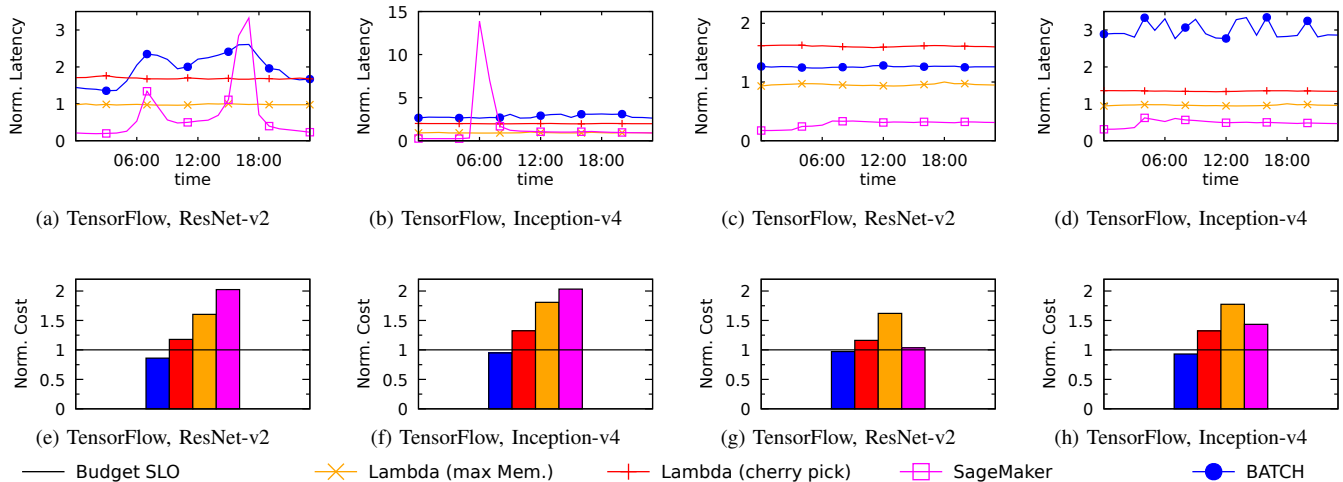 Norm. Latency
3
2
1
0
06:00 12:00 18:00
time
(a) TensorFlow, ResNet-v2
Norm. Latency
15
10
5
0
06:00 12:00 18:00
time
(b) TensorFlow, Inception-v4
Norm. Latency
2
1
0
06:00 12:00 18:00
time
(c) TensorFlow, ResNet-v2
Norm. Latency
3
2
1
0
06:00 12:00 18:00
time
(d) TensorFlow, Inception-v4
Norm. Cost
2
1.5
1
0.5
0
(e) TensorFlow, ResNet-v2
Norm. Cost
2
1.5
1
0.5
0
(f) TensorFlow, Inception-v4
Norm. Cost
2
1.5
1
0.5
0
(g) TensorFlow, ResNet-v2
Norm. Cost
2
1.5
1
0.5
0
(h) TensorFlow, Inception-v4
Budget SLO Lambda (max Mem.) Lambda (cherry pick) SageMaker BATCH